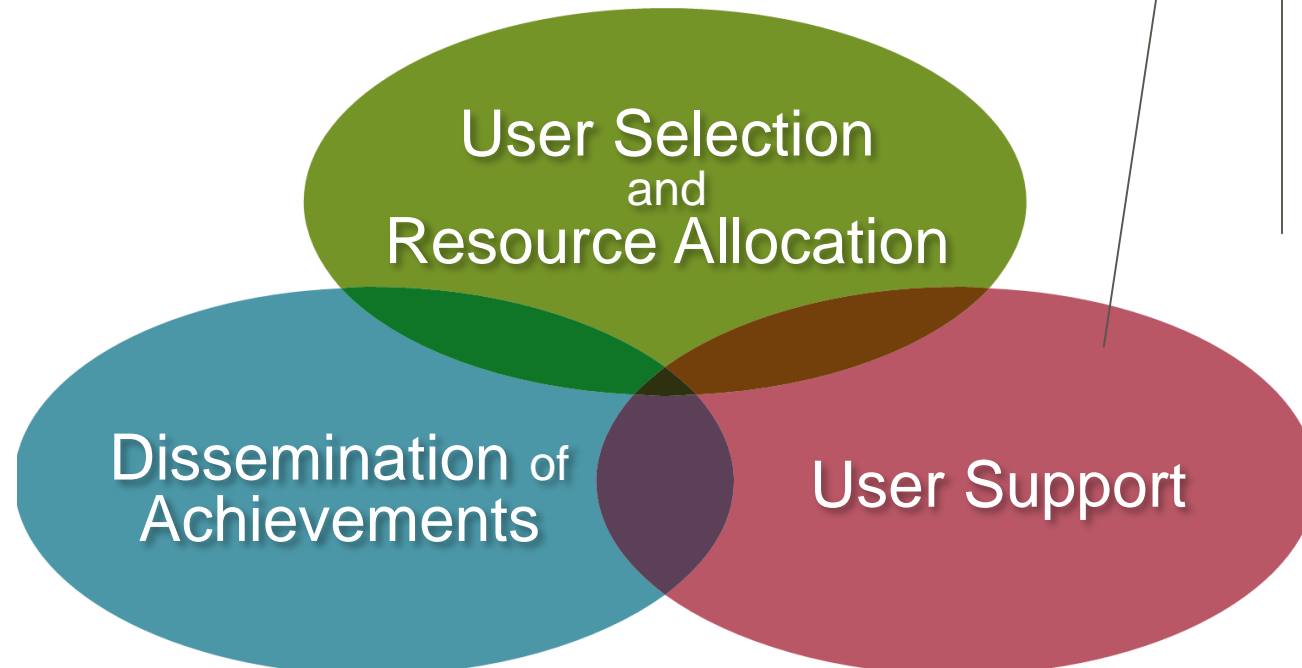 User Selection
and
Resource Allocation
Dissemination of
Achievements
User Support